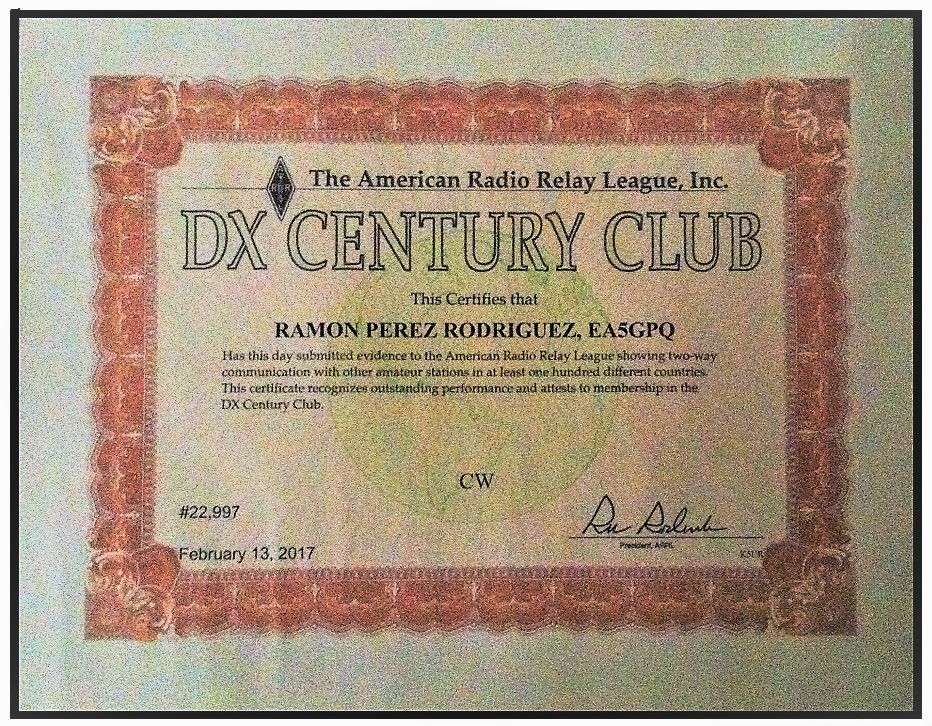 The American Radio Relay League, Inc.
DX CENTURY CLUB
This Certifies that
RAMON PEREZ RODRIGUEZ, EA5GPQ
Has this day submitted evidence to the American Radio Relay League showing two-way
communication with other amateur stations in at least one hundred different countries.
This certificate recognizes outstanding performance and attests to membership in the
DX Century Club.
CW
#22,997
President, ARRL
February 13, 2017
K5UR